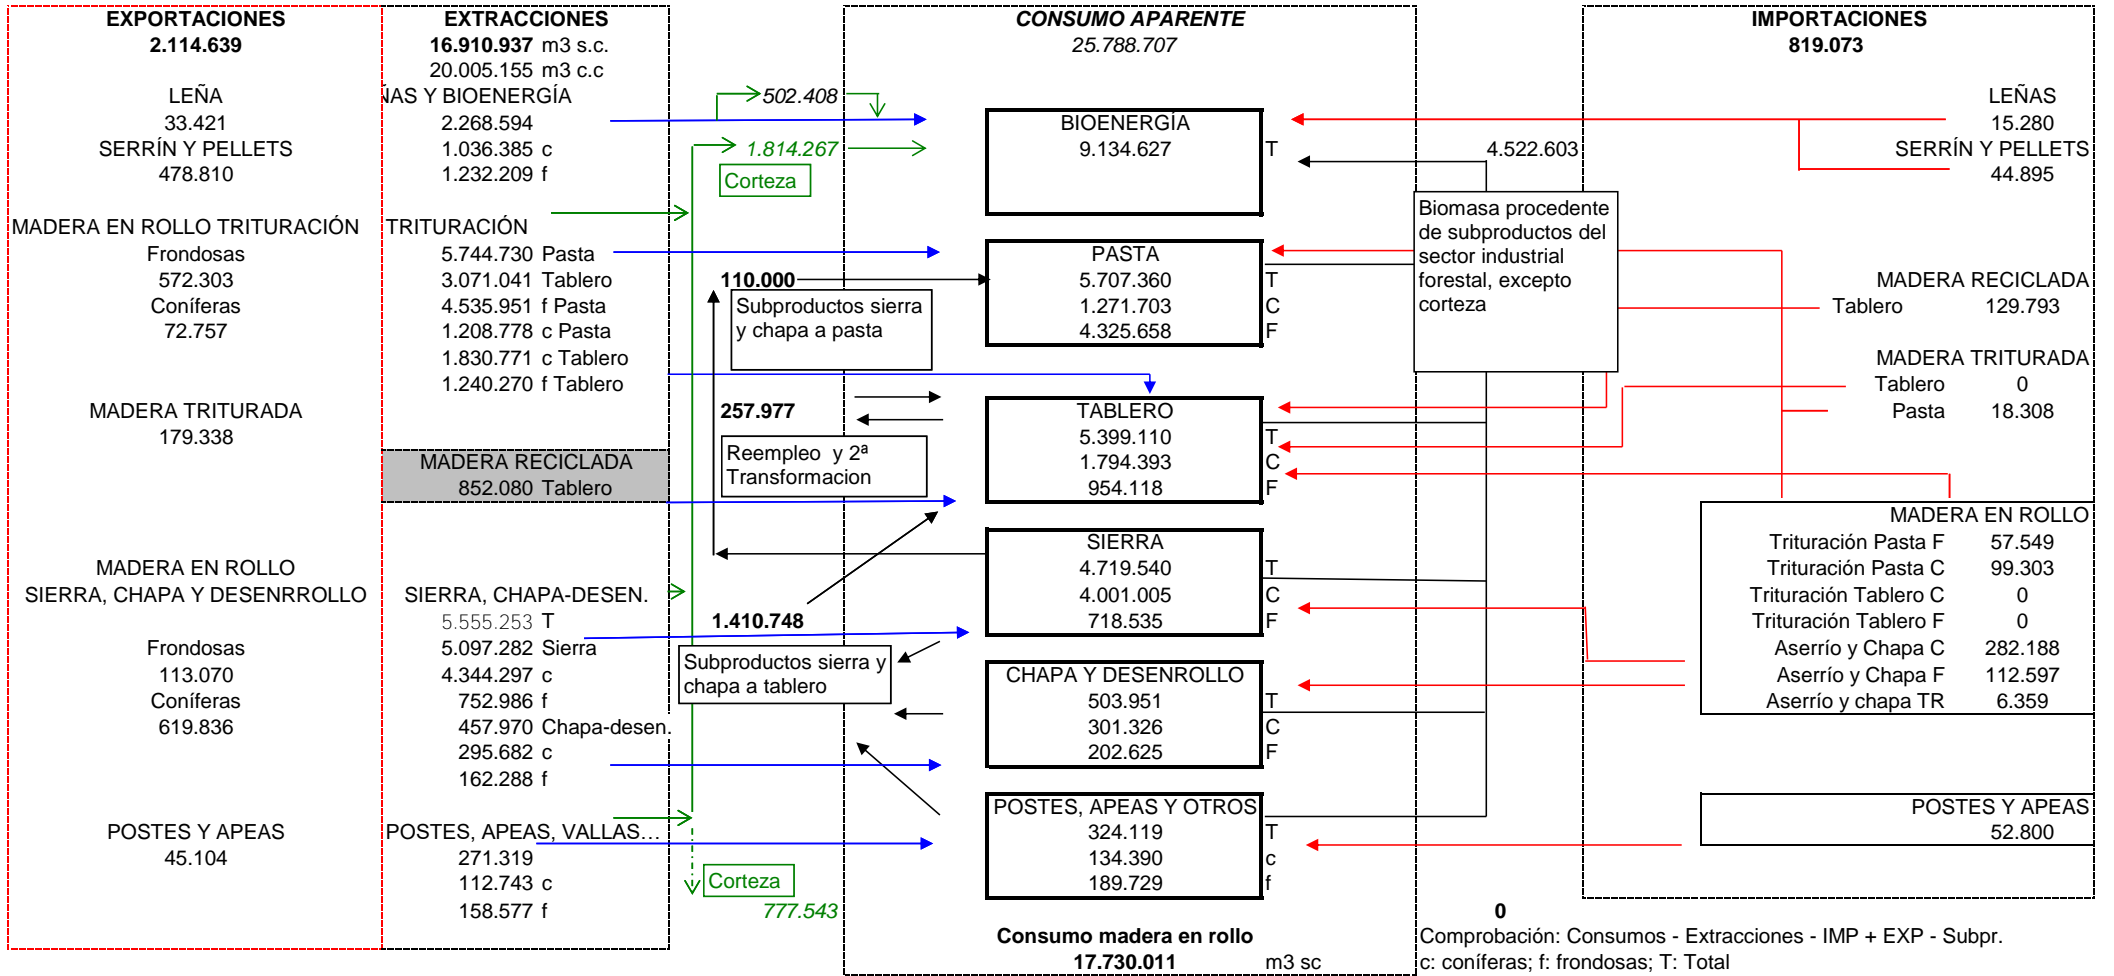 EXPORTACIONES
2.114.639
LEÑA
33.421
SERRÍN Y PELLETS
478.810
MADERA EN ROLLO TRITURACIÓN
Frondosas
572.303
Coníferas
72.757
MADERA TRITURADA
179.338
MADERA EN ROLLO
SIERRA, CHAPA Y DESENRROLLO
Frondosas
113.070
Coníferas
619.836
POSTES Y APEAS
45.104
EXTRACCIONES
16.910.937 m3 s.c.
20.005.155 m3 c.c
ÑAS Y BIOENERGÍA
2.268.594
1.036.385 c
1.232.209 f
TRITURACIÓN
5.744.730 Pasta
3.071.041 Tablero
4.535.951 f Pasta
1.208.778 c Pasta
1.830.771 c Tablero
1.240.270 f Tablero
MADERA RECICLADA
852.080 Tablero
SIERRA, CHAPA-DESEN.
5.555.253 T
5.097.282 Sierra
4.344.297 c
752.986 f
457.970 Chapa-desen.
295.682 c
162.288 f
POSTES, APEAS, VALLAS...
271.319
112.743 c
158.577 f
502.408
1.814.267
Corteza
110.000
Subproductos sierra
y chapa a pasta
257.977
Reempleo y 2ª
Transformacion
1.410.748
Subproductos sierra y
chapa a tablero
Corteza
777.543
CONSUMO APARENTE
25.788.707
BIOENERGÍA
9.134.627 T
PASTA
5.707.360 T
1.271.703 C
4.325.658 F
TABLERO
5.399.110 T
1.794.393 C
954.118 F
SIERRA
4.719.540 T
4.001.005 C
718.535 F
CHAPA Y DESENROLLO
503.951 T
301.326 C
202.625 F
POSTES, APEAS Y OTROS
324.119 T
134.390 c
189.729 f
Consumo madera en rollo
17.730.011 m3 sc
4.522.603
Biomasa procedente
de subproductos del
sector industrial
forestal, excepto
corteza
IMPORTACIONES
819.073
LEÑAS
15.280
SERRÍN Y PELLETS
44.895
MADERA RECICLADA
Tablero 129.793
MADERA TRITURADA
Tablero 0
Pasta 18.308
MADERA EN ROLLO
Trituración Pasta F 57.549
Trituración Pasta C 99.303
Trituración Tablero C 0
Trituración Tablero F 0
Aserrío y Chapa C 282.188
Aserrío y Chapa F 112.597
Aserrío y chapa TR 6.359
POSTES Y APEAS
52.800
0
Comprobación: Consumos - Extracciones - IMP + EXP - Subpr.
c: coníferas; f: frondosas; T: Total